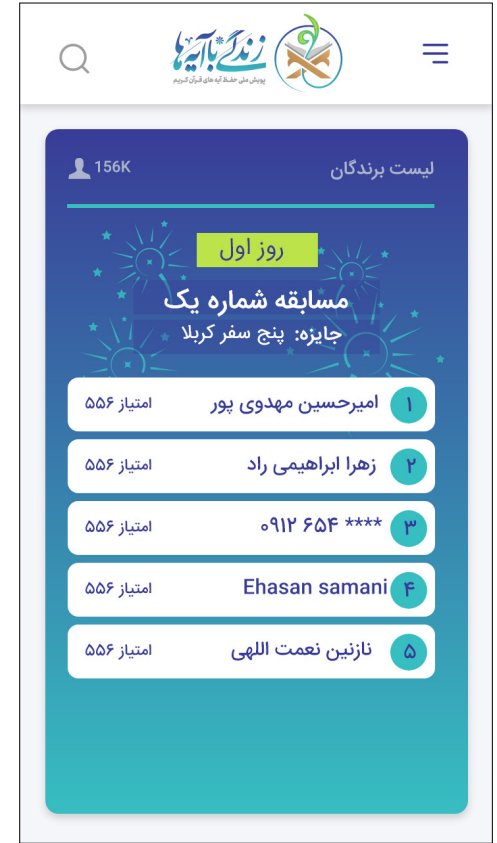 زندگی با آیه‌ها
پویش ملی حفظ آیه های قرآن کریم
لیست برندگان
156K
روز اول
مسابقه شماره یک
جایزه: پنج سفر کربلا
۱ امیرحسین مهدوی پور امتیاز ۵۵۶
۲ زهرا ابراهیمی راد امتیاز ۵۵۶
۳ **** ۶۵۴ ۰۹۱۲ امتیاز ۵۵۶
۴ Ehasan samani امتیاز ۵۵۶
۵ نازنین نعمت اللهی امتیاز ۵۵۶